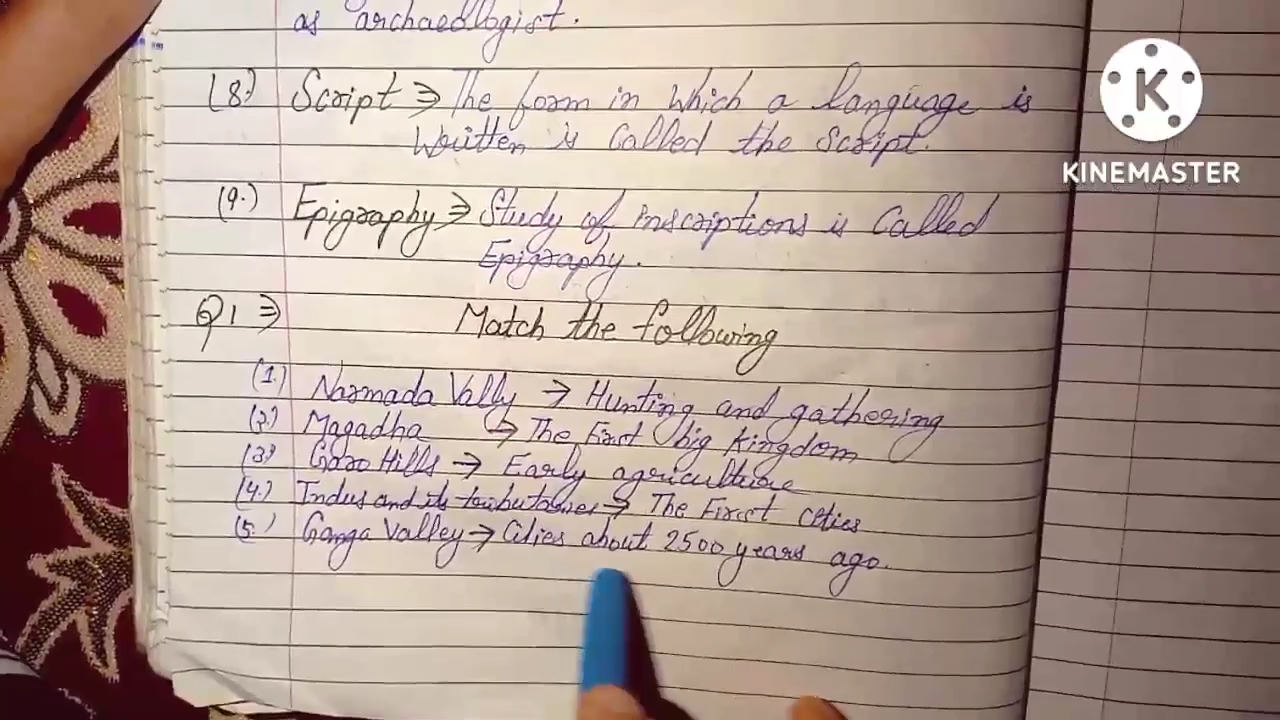 as archaeologist.
(8.) Script ⇒ The form in which a language is
Written is Called the Script.
(9.) Epigraphy ⇒ Study of inscriptions is Called
Epigraphy.
Q1 ⇒ Match the following
(1.) Narmada Vally → Hunting and gathering
(2.) Magadha → The First big Kingdom
(3) Garo Hills → Early agriculture
(4.) Indus and its tributaries → The First cities
(5.) Ganga Valley → Cities about 2500 years ago.
K
KINEMASTER